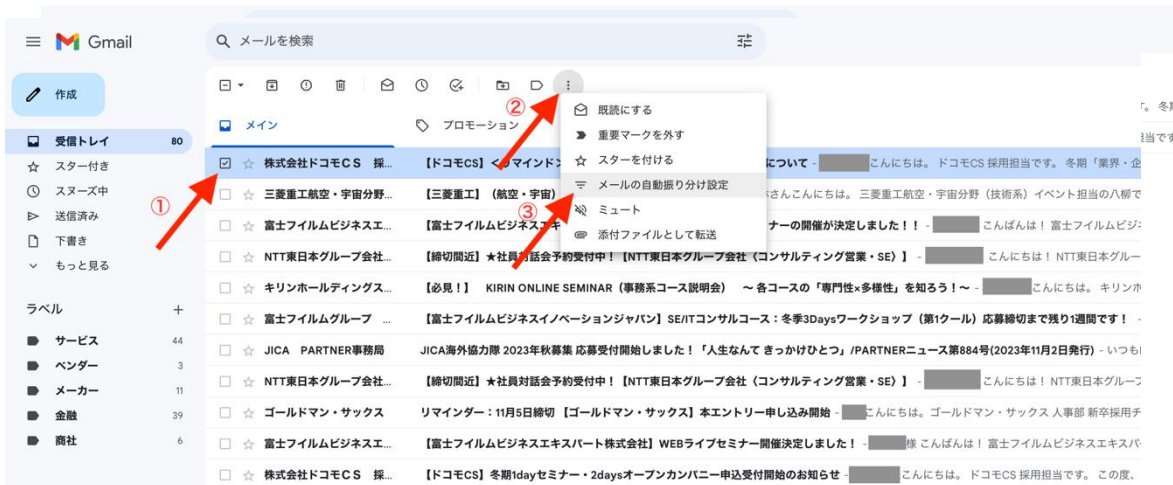 Gmail
メールを検索
作成
②
既読にする
メイン
プロモーション
重要マークを外す
受信トレイ 80
株式会社ドコモCS 採... 【ドコモCS】<
マインドン
スターを付ける
について -
こんにちは。 ドコモCS 採用担当です。 冬期「業界・企
スター付き
スヌーズ中
三菱重工航空・宇宙分野... 【三菱重工】(航空・宇宙)
メールの自動振り分け設定
さんこんにちは。 三菱重工航空・宇宙分野(技術系)イベント担当の八柳で
①
③
送信済み
ミュート
富士フイルムビジネスエ... 【富士フイルムビジネスエキ
ナーの開催が決定しました!! -
こんばんは! 富士フイルムビジ
下書き
添付ファイルとして転送
もっと見る
NTT東日本グループ会社... 【締切間近】★社員対話会予約受付中!【NTT東日本グループ会社〈コンサルティング営業・SE〉】 -
こんにちは! NTT東日本グルー
キリンホールディングス... 【必見!】 KIRIN ONLINE SEMINAR(事務系コース説明会) ~ 各コースの「専門性×多様性」を知ろう!~ -
こんにちは。 キリンホ
ラベル +
富士フイルムグループ ... 【富士フイルムビジネスイノベーションジャパン】SE/ITコンサルコース:冬季3Daysワークショップ(第1クール)応募締切まで残り1週間です! -
サービス 44
JICA PARTNER事務局 JICA海外協力隊 2023年秋募集 応募受付開始しました!「人生なんて きっかけひとつ」/PARTNERニュース第884号(2023年11月2日発行) - いつも
ベンダー 3
NTT東日本グループ会社... 【締切間近】★社員対話会予約受付中!【NTT東日本グループ会社〈コンサルティング営業・SE〉】 -
こんにちは! NTT東日本グルー
メーカー 11
金融 39
ゴールドマン・サックス リマインダー:11月5日締切 【ゴールドマン・サックス】本エントリー申し込み開始 -
こんにちは。ゴールドマン・サックス 人事部 新卒採用チ
商社 6
富士フイルムビジネスエ... 【富士フイルムビジネスエキスパート株式会社】WEBライブセミナー開催決定しました! -
様 こんばんは! 富士フイルムビジネスエキスパ
株式会社ドコモCS 採... 【ドコモCS】冬期1dayセミナー・2daysオープンカンパニー申込受付開始のお知らせ -
こんにちは。 ドコモCS 採用担当です。 この度、